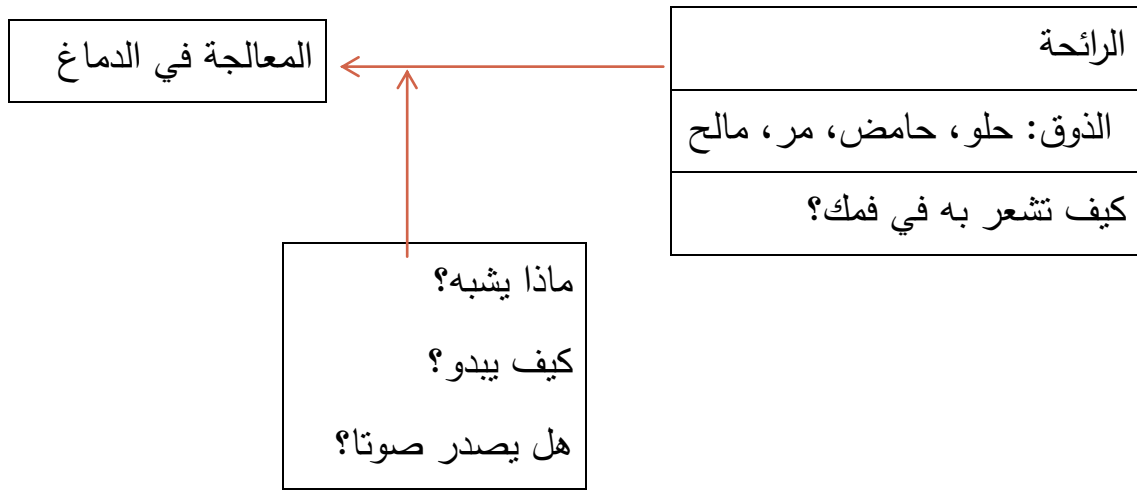 الرائحة
الذوق: حلو، حامض، مر، مالح
كيف تشعر به في فمك؟
المعالجة في الدماغ
ماذا يشبه؟
كيف يبدو؟
هل يصدر صوتا؟